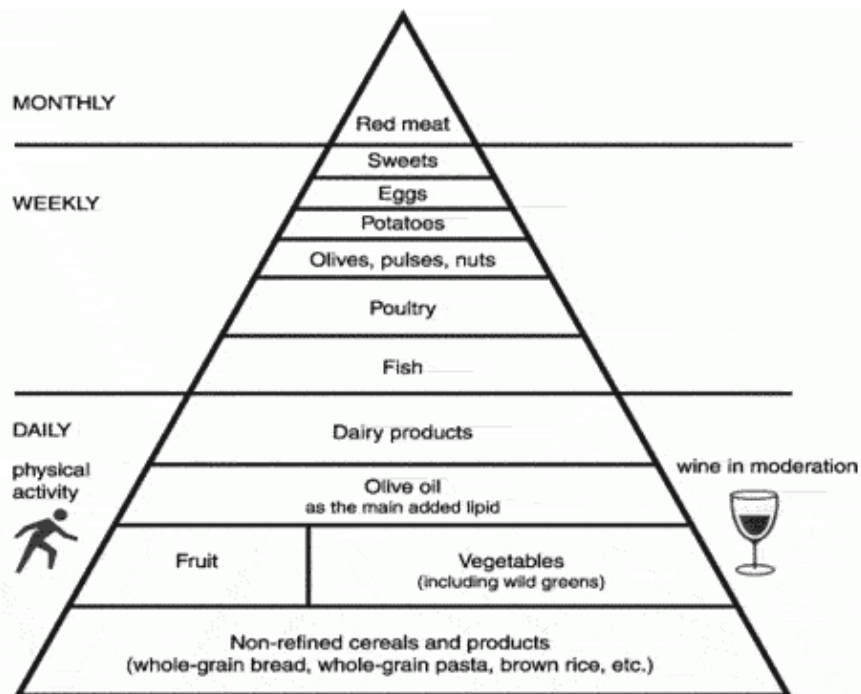 MONTHLY
Red meat
Sweets
WEEKLY
Eggs
Potatoes
Olives, pulses, nuts
Poultry
Fish
DAILY
Dairy products
physical
activity
wine in moderation
Olive oil
as the main added lipid
Fruit
Vegetables
(including wild greens)
Non-refined cereals and products
(whole-grain bread, whole-grain pasta, brown rice, etc.)